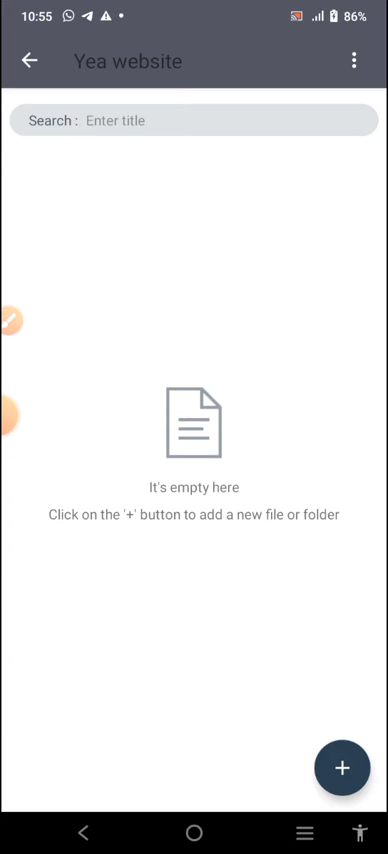 10:55
86%
Yea website
Search : Enter title
It's empty here
Click on the '+' button to add a new file or folder
+